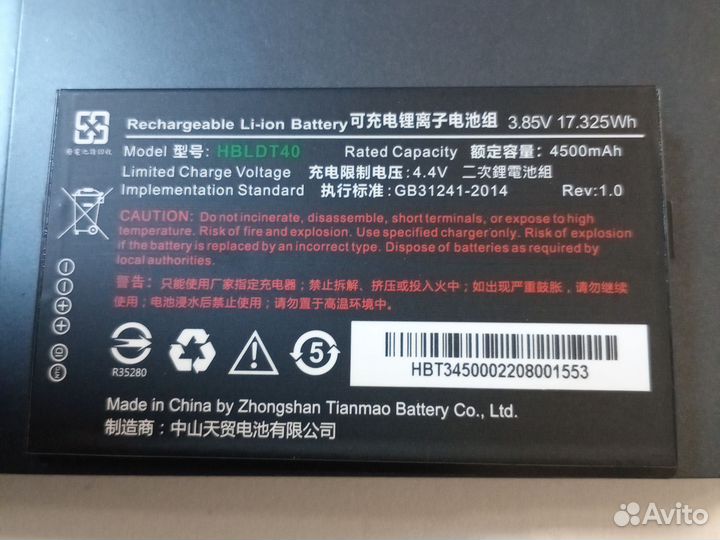 Rechargeable Li-ion Battery 可充电锂离子电池组 3.85V 17.325Wh
Model 型号: HBLDT40 Rated Capacity 额定容量: 4500mAh
Limited Charge Voltage 充电限制电压: 4.4V 二次鋰電池組
Implementation Standard 执行标准: GB31241-2014 Rev:1.0
CAUTION: Do not incinerate, disassemble, short terminals, or expose to high
temperature. Risk of fire and explosion. Use specified charger only. Risk of explosion
if the battery is replaced by an incorrect type. Dispose of batteries as required by
local authorities.
警告: 只能使用厂家指定充电器; 禁止拆解、挤压或投入火中; 如出现严重鼓胀, 请勿继续
使用; 电池浸水后禁止使用; 请勿置于高温环境中。
廢電池請回收
R35280
5
HBT3450002208001553
Made in China by Zhongshan Tianmao Battery Co., Ltd.
制造商: 中山天贸电池有限公司
Avito